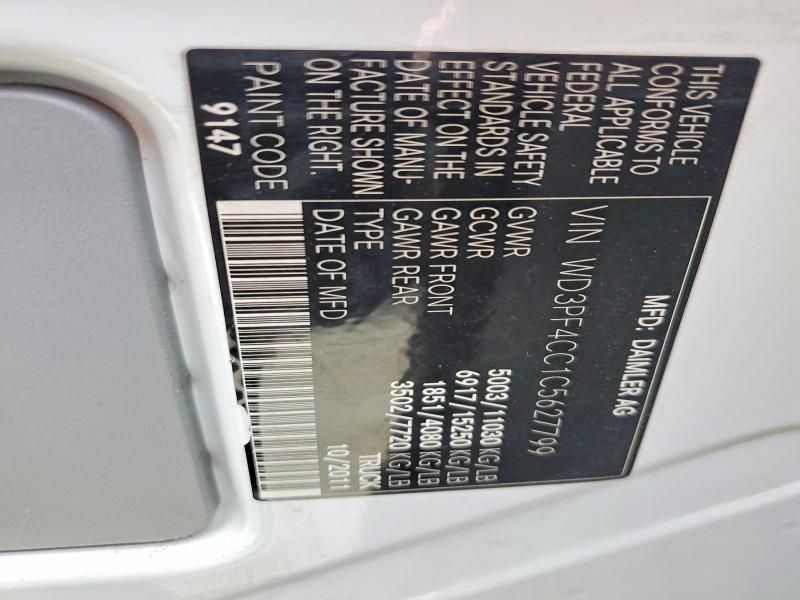 MFD: DAIMLER AG
VIN WD3PF4CC1C5627799
THIS VEHICLE
CONFORMS TO
ALL APPLICABLE
FEDERAL
VEHICLE SAFETY
STANDARDS IN
EFFECT ON THE
DATE OF MANU-
FACTURE SHOWN
ON THE RIGHT.
GVWR 5003/11030 KG/LB
GCWR 6917/15250 KG/LB
GAWR FRONT 1851/4080 KG/LB
GAWR REAR 3502/7720 KG/LB
TYPE TRUCK
DATE OF MFD 10/2011
PAINT CODE
9147